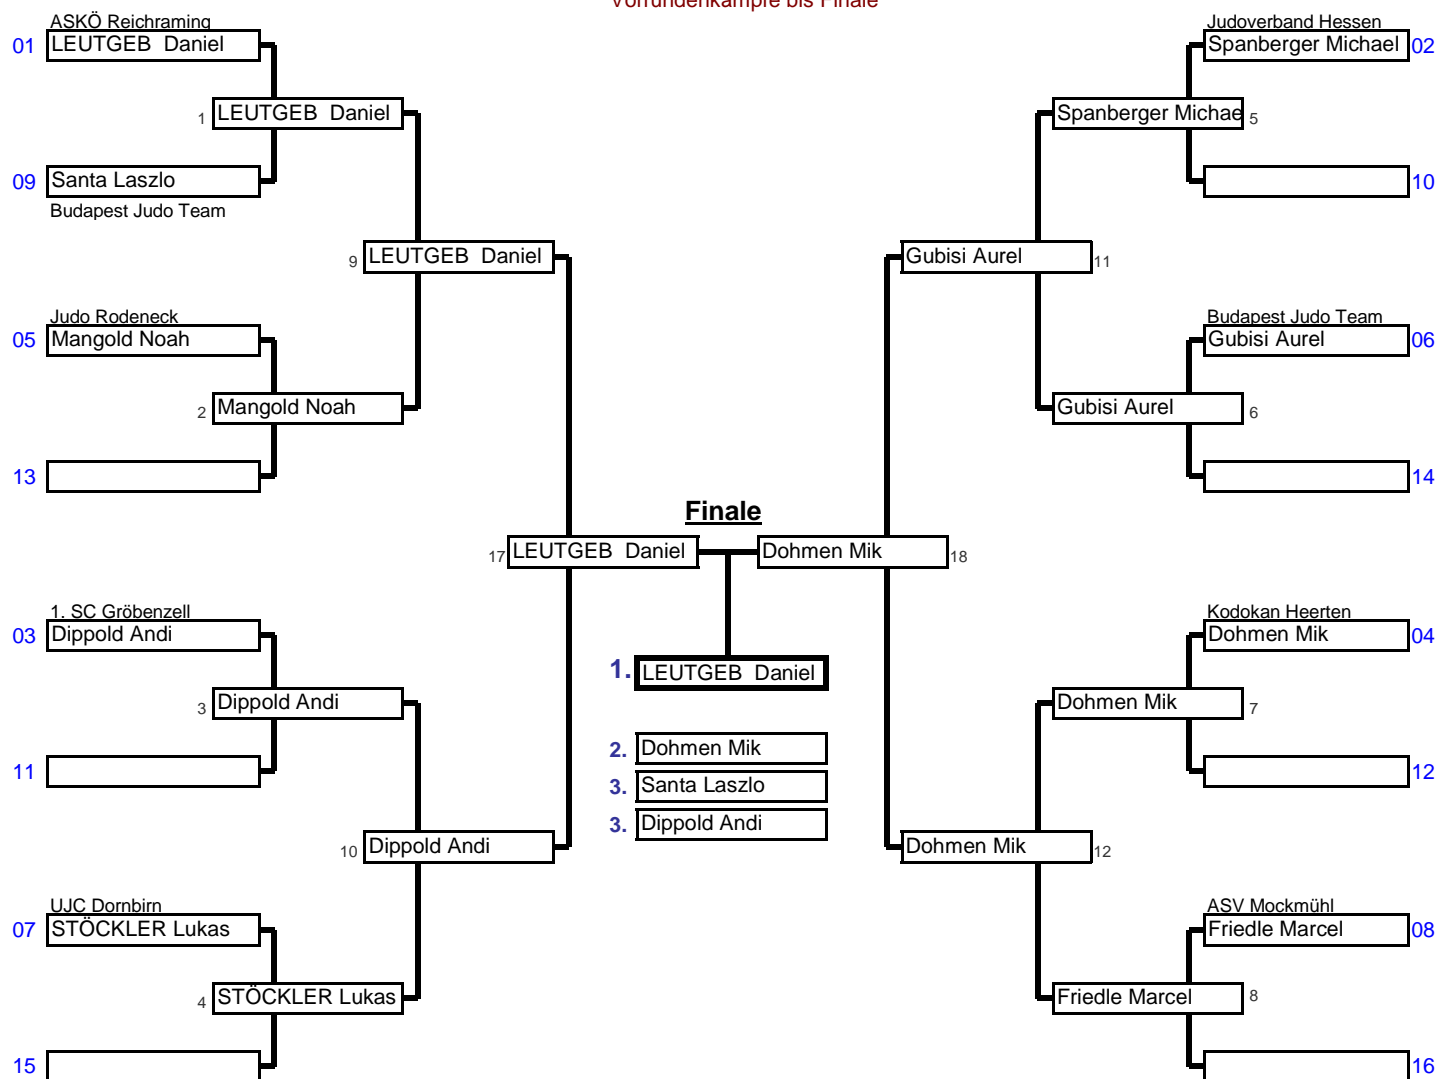 Vorrundenkämpfe bis Finale
ASKÖ Reichraming
01 LEUTGEB  Daniel
1 LEUTGEB  Daniel
09 Santa Laszlo
Budapest Judo Team
9 LEUTGEB  Daniel
Judo Rodeneck
05 Mangold Noah
2 Mangold Noah
13
17 LEUTGEB  Daniel
1. SC Gröbenzell
03 Dippold Andi
3 Dippold Andi
11
10 Dippold Andi
UJC Dornbirn
07 STÖCKLER Lukas
4 STÖCKLER Lukas
15
Finale
1. LEUTGEB  Daniel
2. Dohmen Mik
3. Santa Laszlo
3. Dippold Andi
Judoverband Hessen
Spanberger Michael 02
Spanberger Michae 5
10
Gubisi Aurel 11
Budapest Judo Team
Gubisi Aurel 06
Gubisi Aurel 6
14
Dohmen Mik 18
Kodokan Heerten
Dohmen Mik 04
Dohmen Mik 7
12
Dohmen Mik 12
ASV Mockmühl
Friedle Marcel 08
Friedle Marcel 8
16